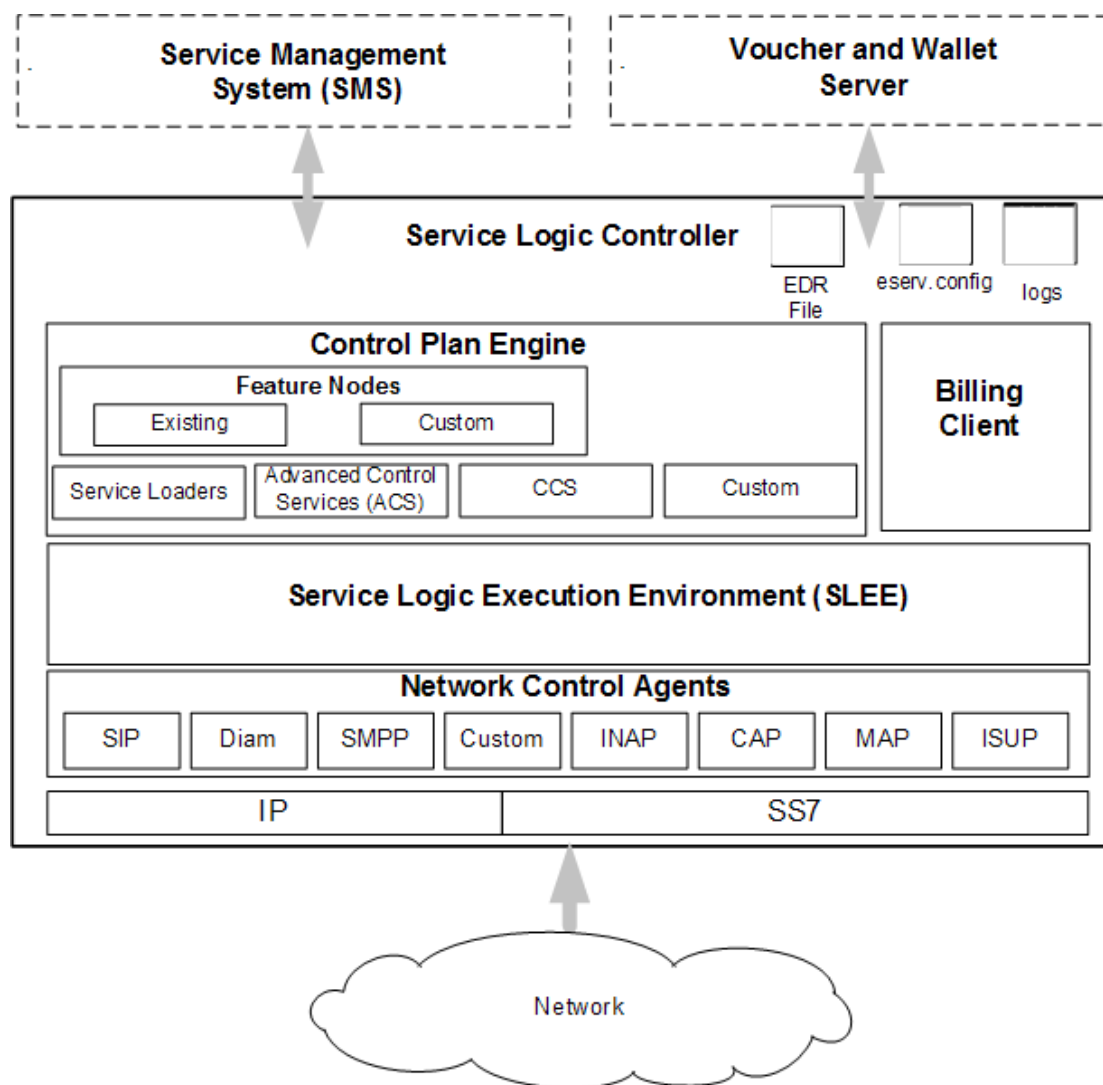 Service Management
System (SMS)
Voucher and Wallet
Server
Service Logic Controller
EDR
File
eserv.config
logs
Control Plan Engine
Feature Nodes
Existing
Custom
Service Loaders
Advanced Control
Services (ACS)
CCS
Custom
Billing
Client
Service Logic Execution Environment (SLEE)
Network Control Agents
SIP
Diam
SMPP
Custom
INAP
CAP
MAP
ISUP
IP
SS7
Network